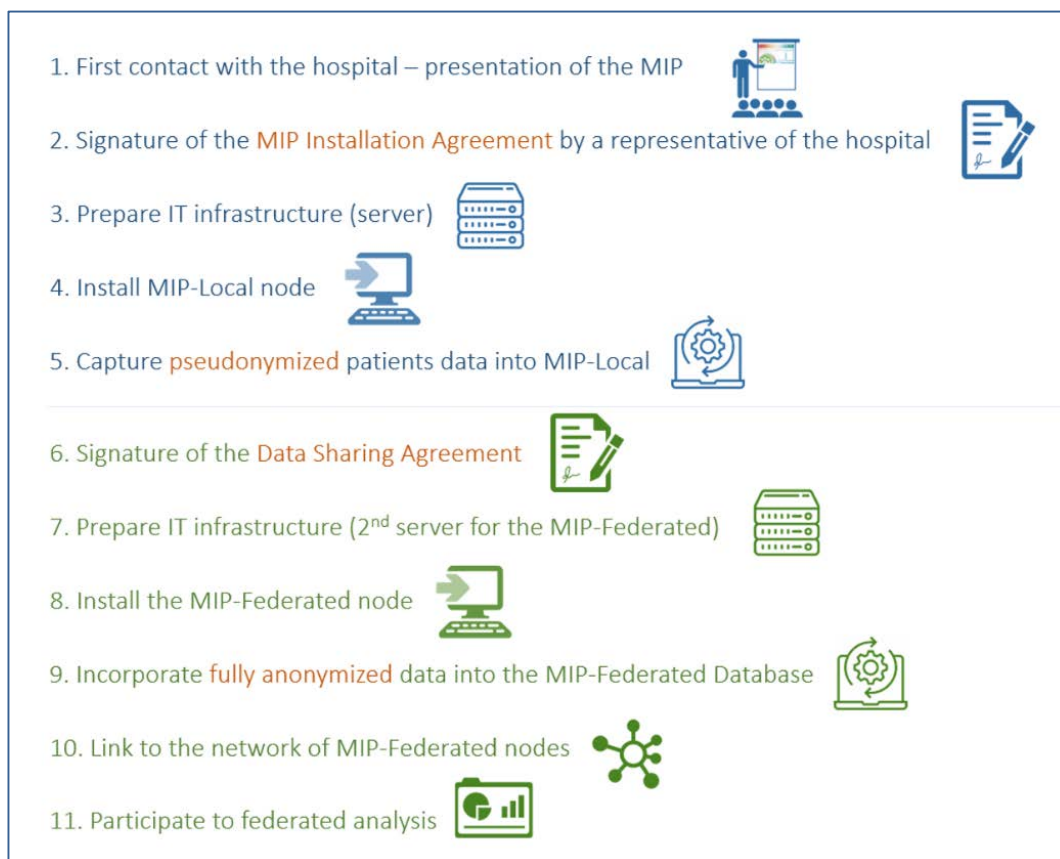 1. First contact with the hospital – presentation of the MIP
2. Signature of the MIP Installation Agreement by a representative of the hospital
3. Prepare IT infrastructure (server)
4. Install MIP-Local node
5. Capture pseudonymized patients data into MIP-Local
6. Signature of the Data Sharing Agreement
7. Prepare IT infrastructure (2nd server for the MIP-Federated)
8. Install the MIP-Federated node
9. Incorporate fully anonymized data into the MIP-Federated Database
10. Link to the network of MIP-Federated nodes
11. Participate to federated analysis